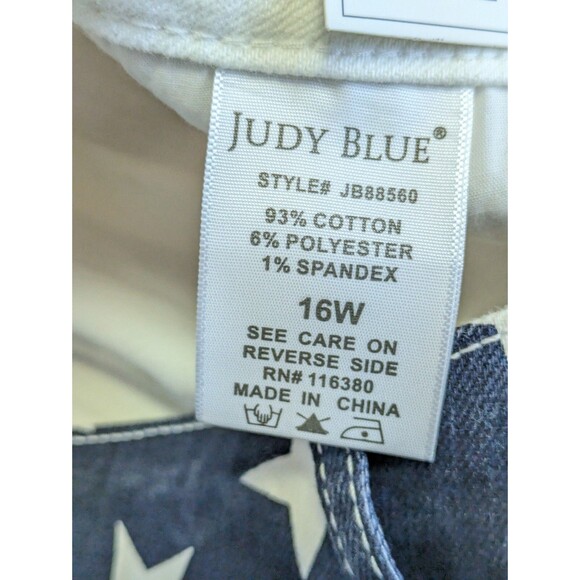 JUDY BLUE®
STYLE# JB88560
93% COTTON
6% POLYESTER
1% SPANDEX
16W
SEE CARE ON
REVERSE SIDE
RN# 116380
MADE IN CHINA